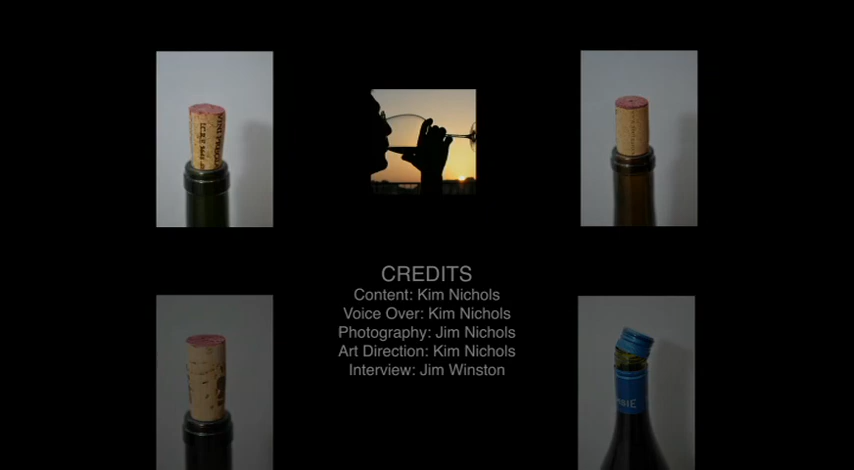 CREDITS
Content: Kim Nichols
Voice Over: Kim Nichols
Photography: Jim Nichols
Art Direction: Kim Nichols
Interview: Jim Winston